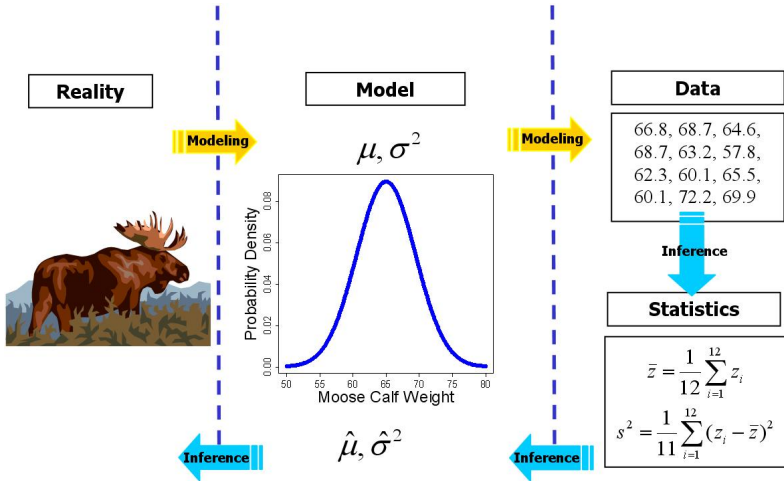 Reality
Model
Data
Modeling
Modeling
μ, σ²
66.8, 68.7, 64.6,
68.7, 63.2, 57.8,
62.3, 60.1, 65.5,
60.1, 72.2, 69.9
Probability Density
0.08
0.06
0.04
0.02
0.00
50 55 60 65 70 75 80
Moose Calf Weight
Inference
Statistics
z̄ = 1/12 ∑_{i=1}^{12} z_i
s² = 1/11 ∑_{i=1}^{12} (z_i − z̄)²
μ̂, σ̂²
Inference
Inference